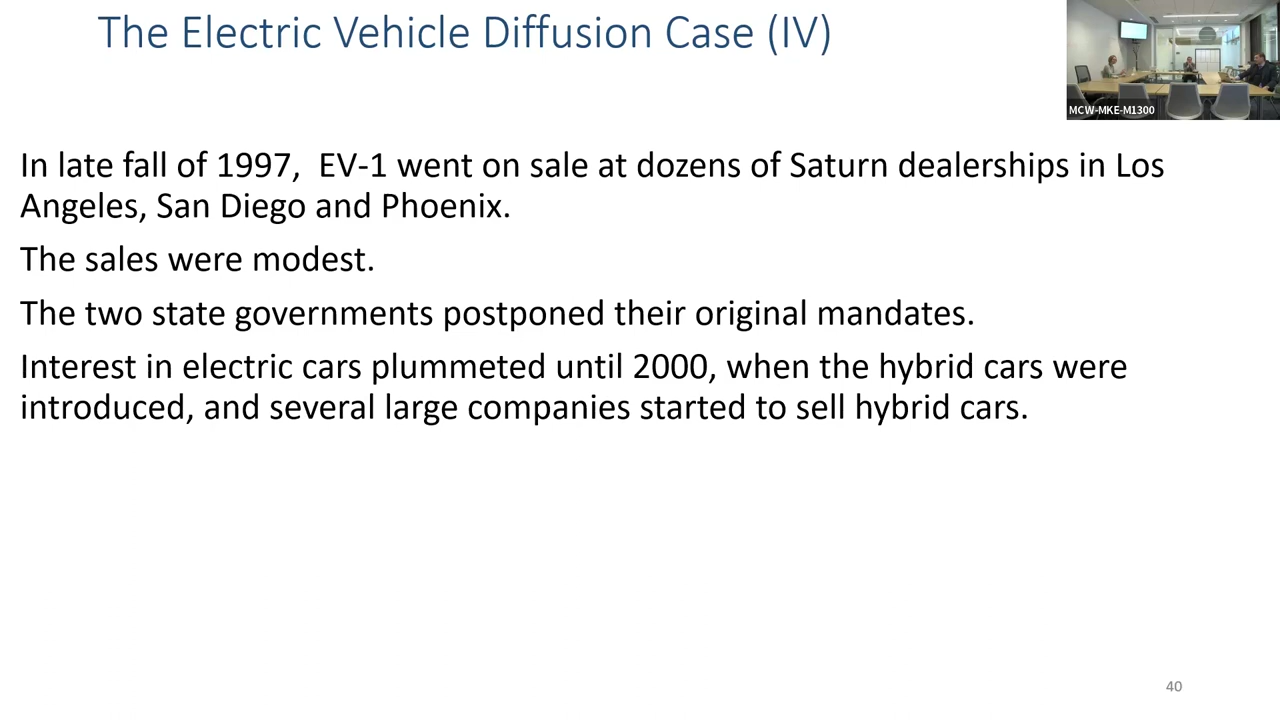 The Electric Vehicle Diffusion Case (IV)
MCW-MKE-M1300
In late fall of 1997,  EV-1 went on sale at dozens of Saturn dealerships in Los
Angeles, San Diego and Phoenix.
The sales were modest.
The two state governments postponed their original mandates.
Interest in electric cars plummeted until 2000, when the hybrid cars were
introduced, and several large companies started to sell hybrid cars.
40